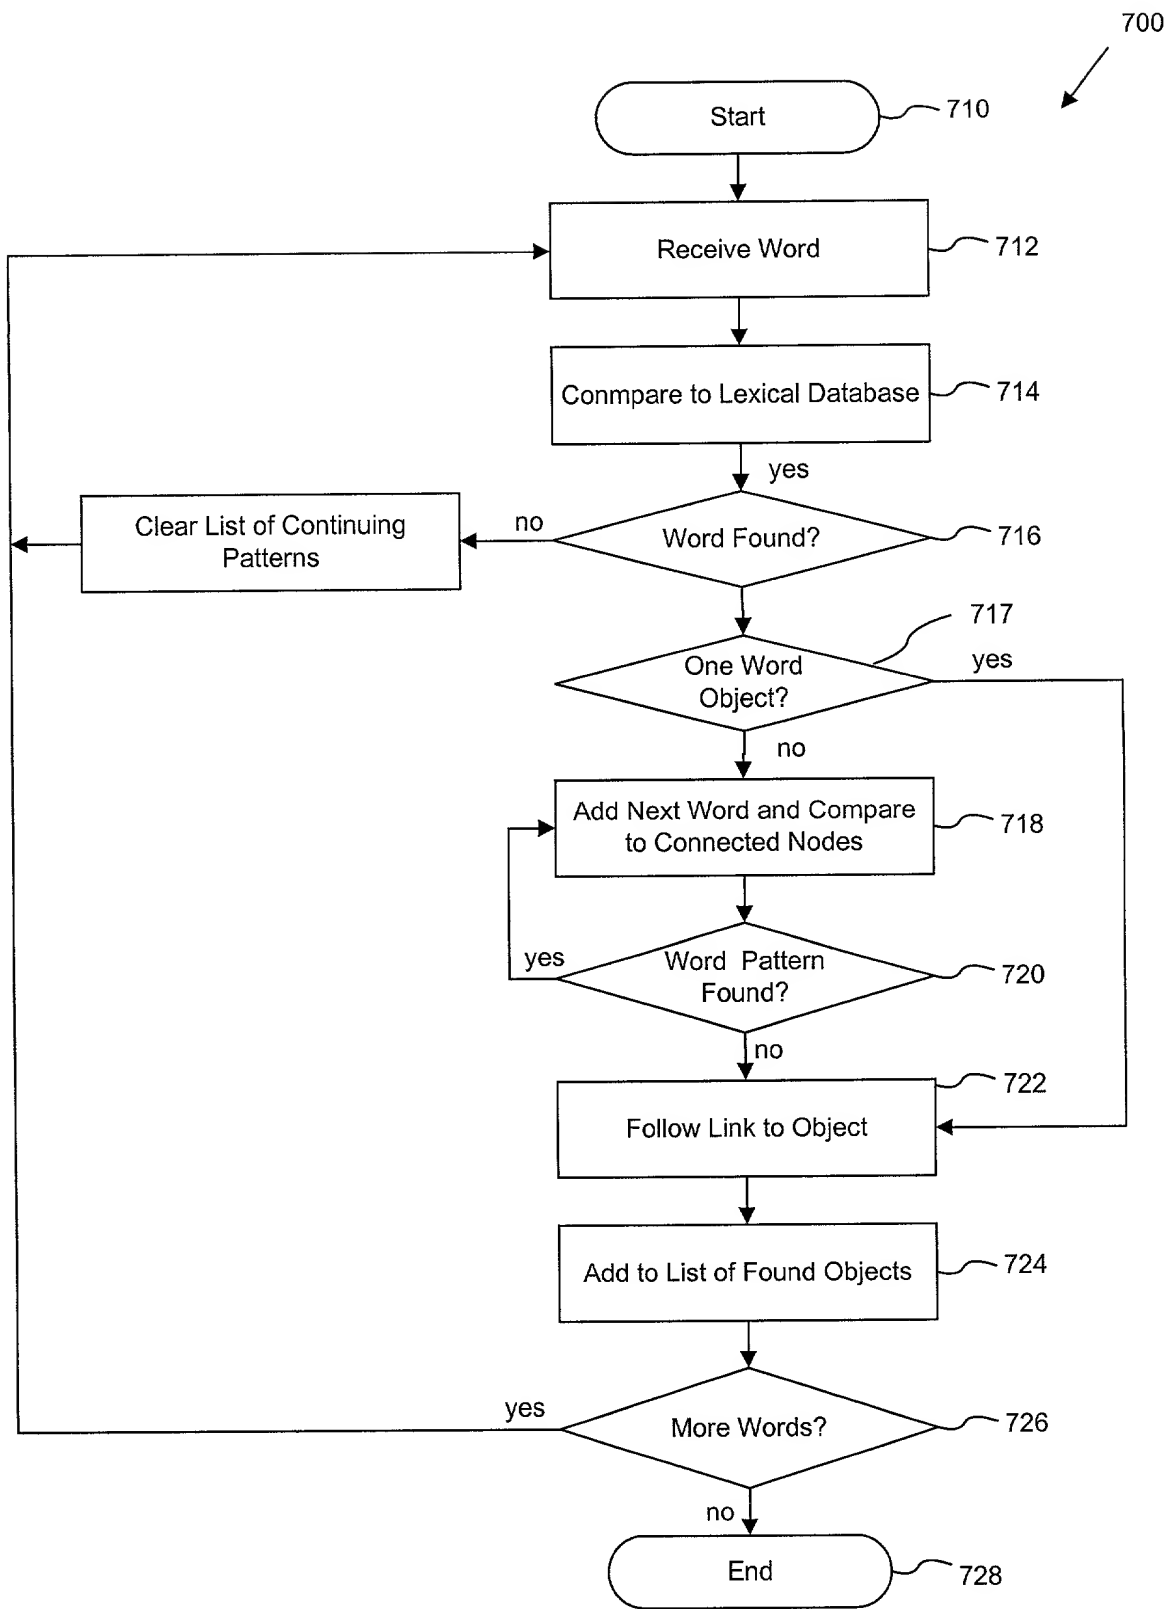 700
Start
710
Receive Word
712
Conmpare to Lexical Database
714
yes
Clear List of Continuing
Patterns
no
Word Found?
716
717
One Word
Object?
yes
no
Add Next Word and Compare
to Connected Nodes
718
yes
Word Pattern
Found?
720
no
722
Follow Link to Object
Add to List of Found Objects
724
yes
More Words?
726
no
End
728